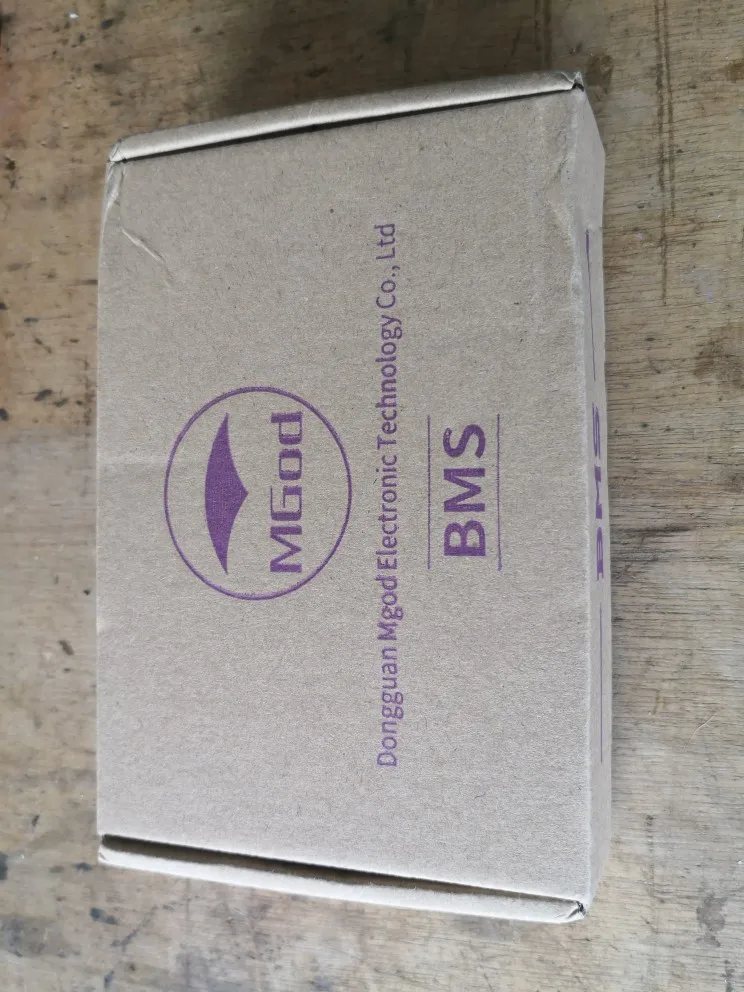 MGod
Dongguan Mgod Electronic Technology Co., Ltd
BMS
BMS